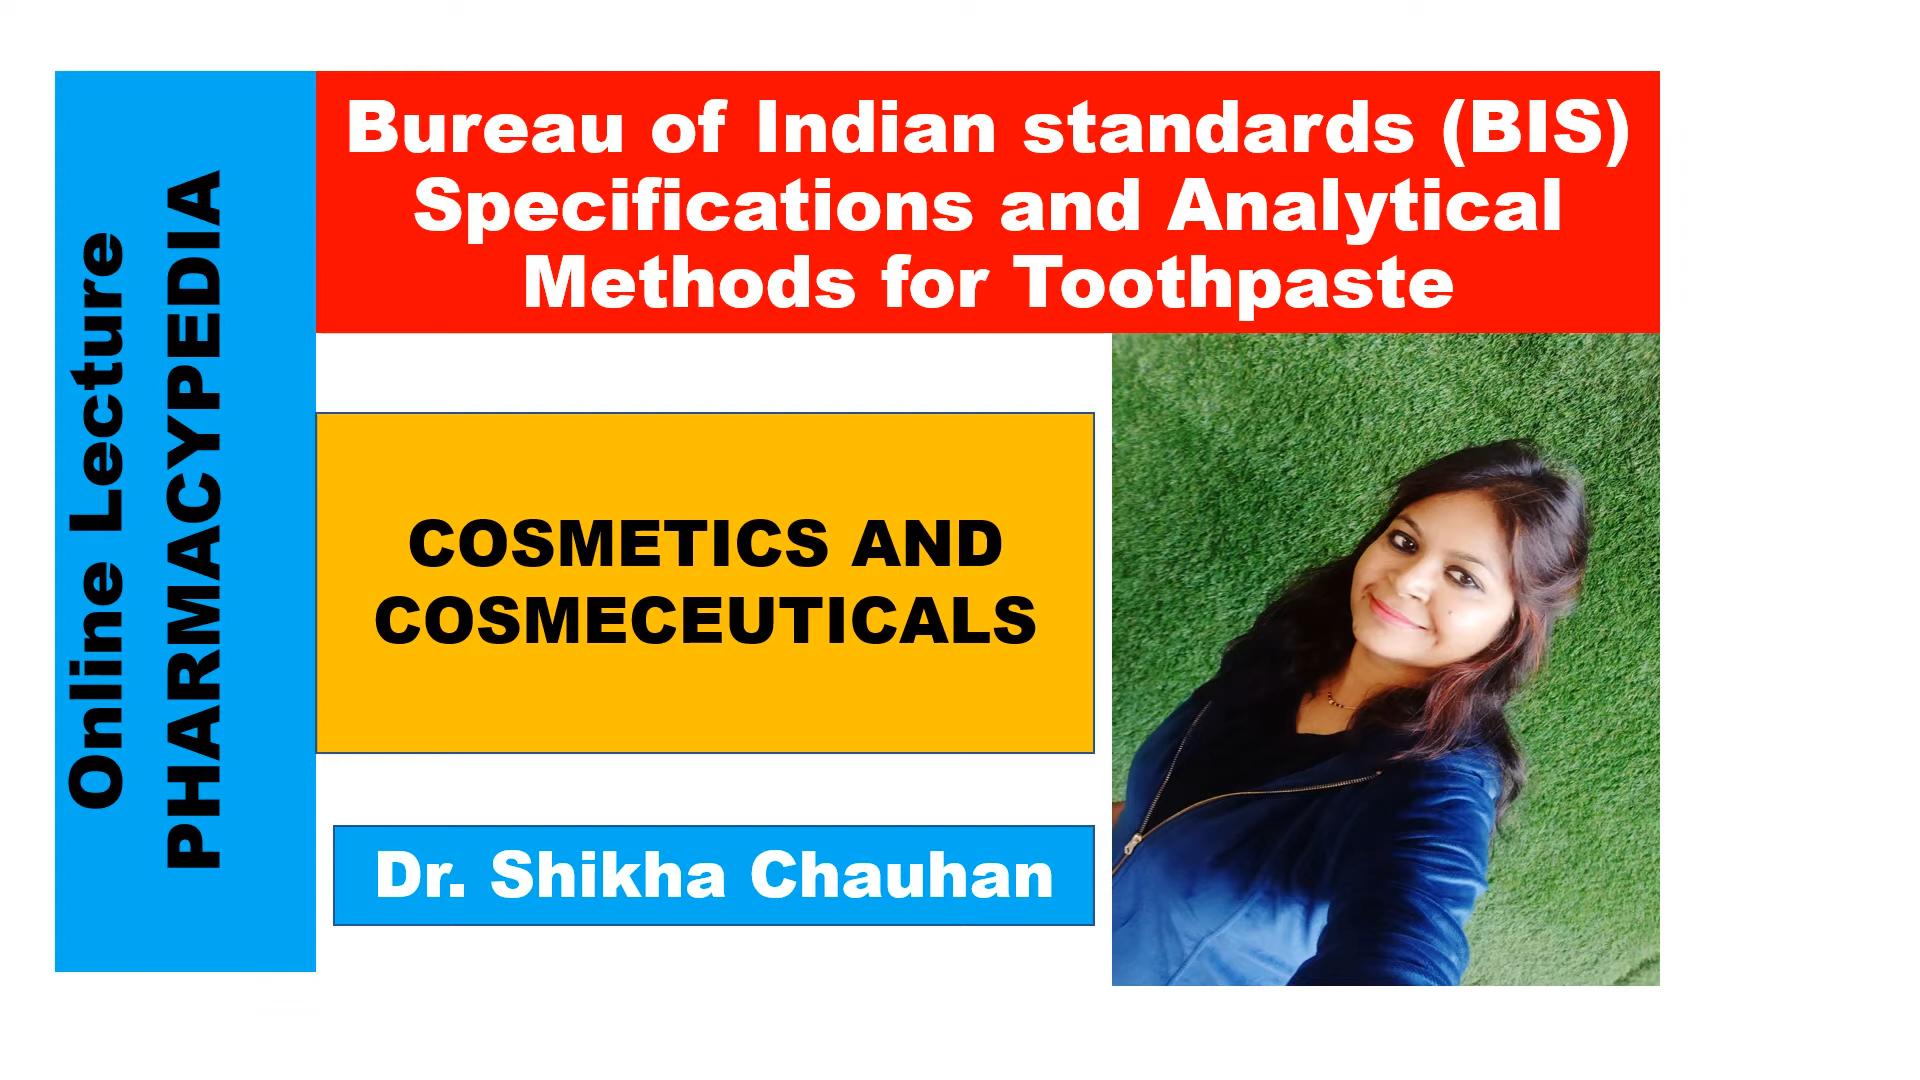 Online Lecture
PHARMACYPEDIA
Bureau of Indian standards (BIS)
Specifications and Analytical
Methods for Toothpaste
COSMETICS AND
COSMECEUTICALS
Dr. Shikha Chauhan